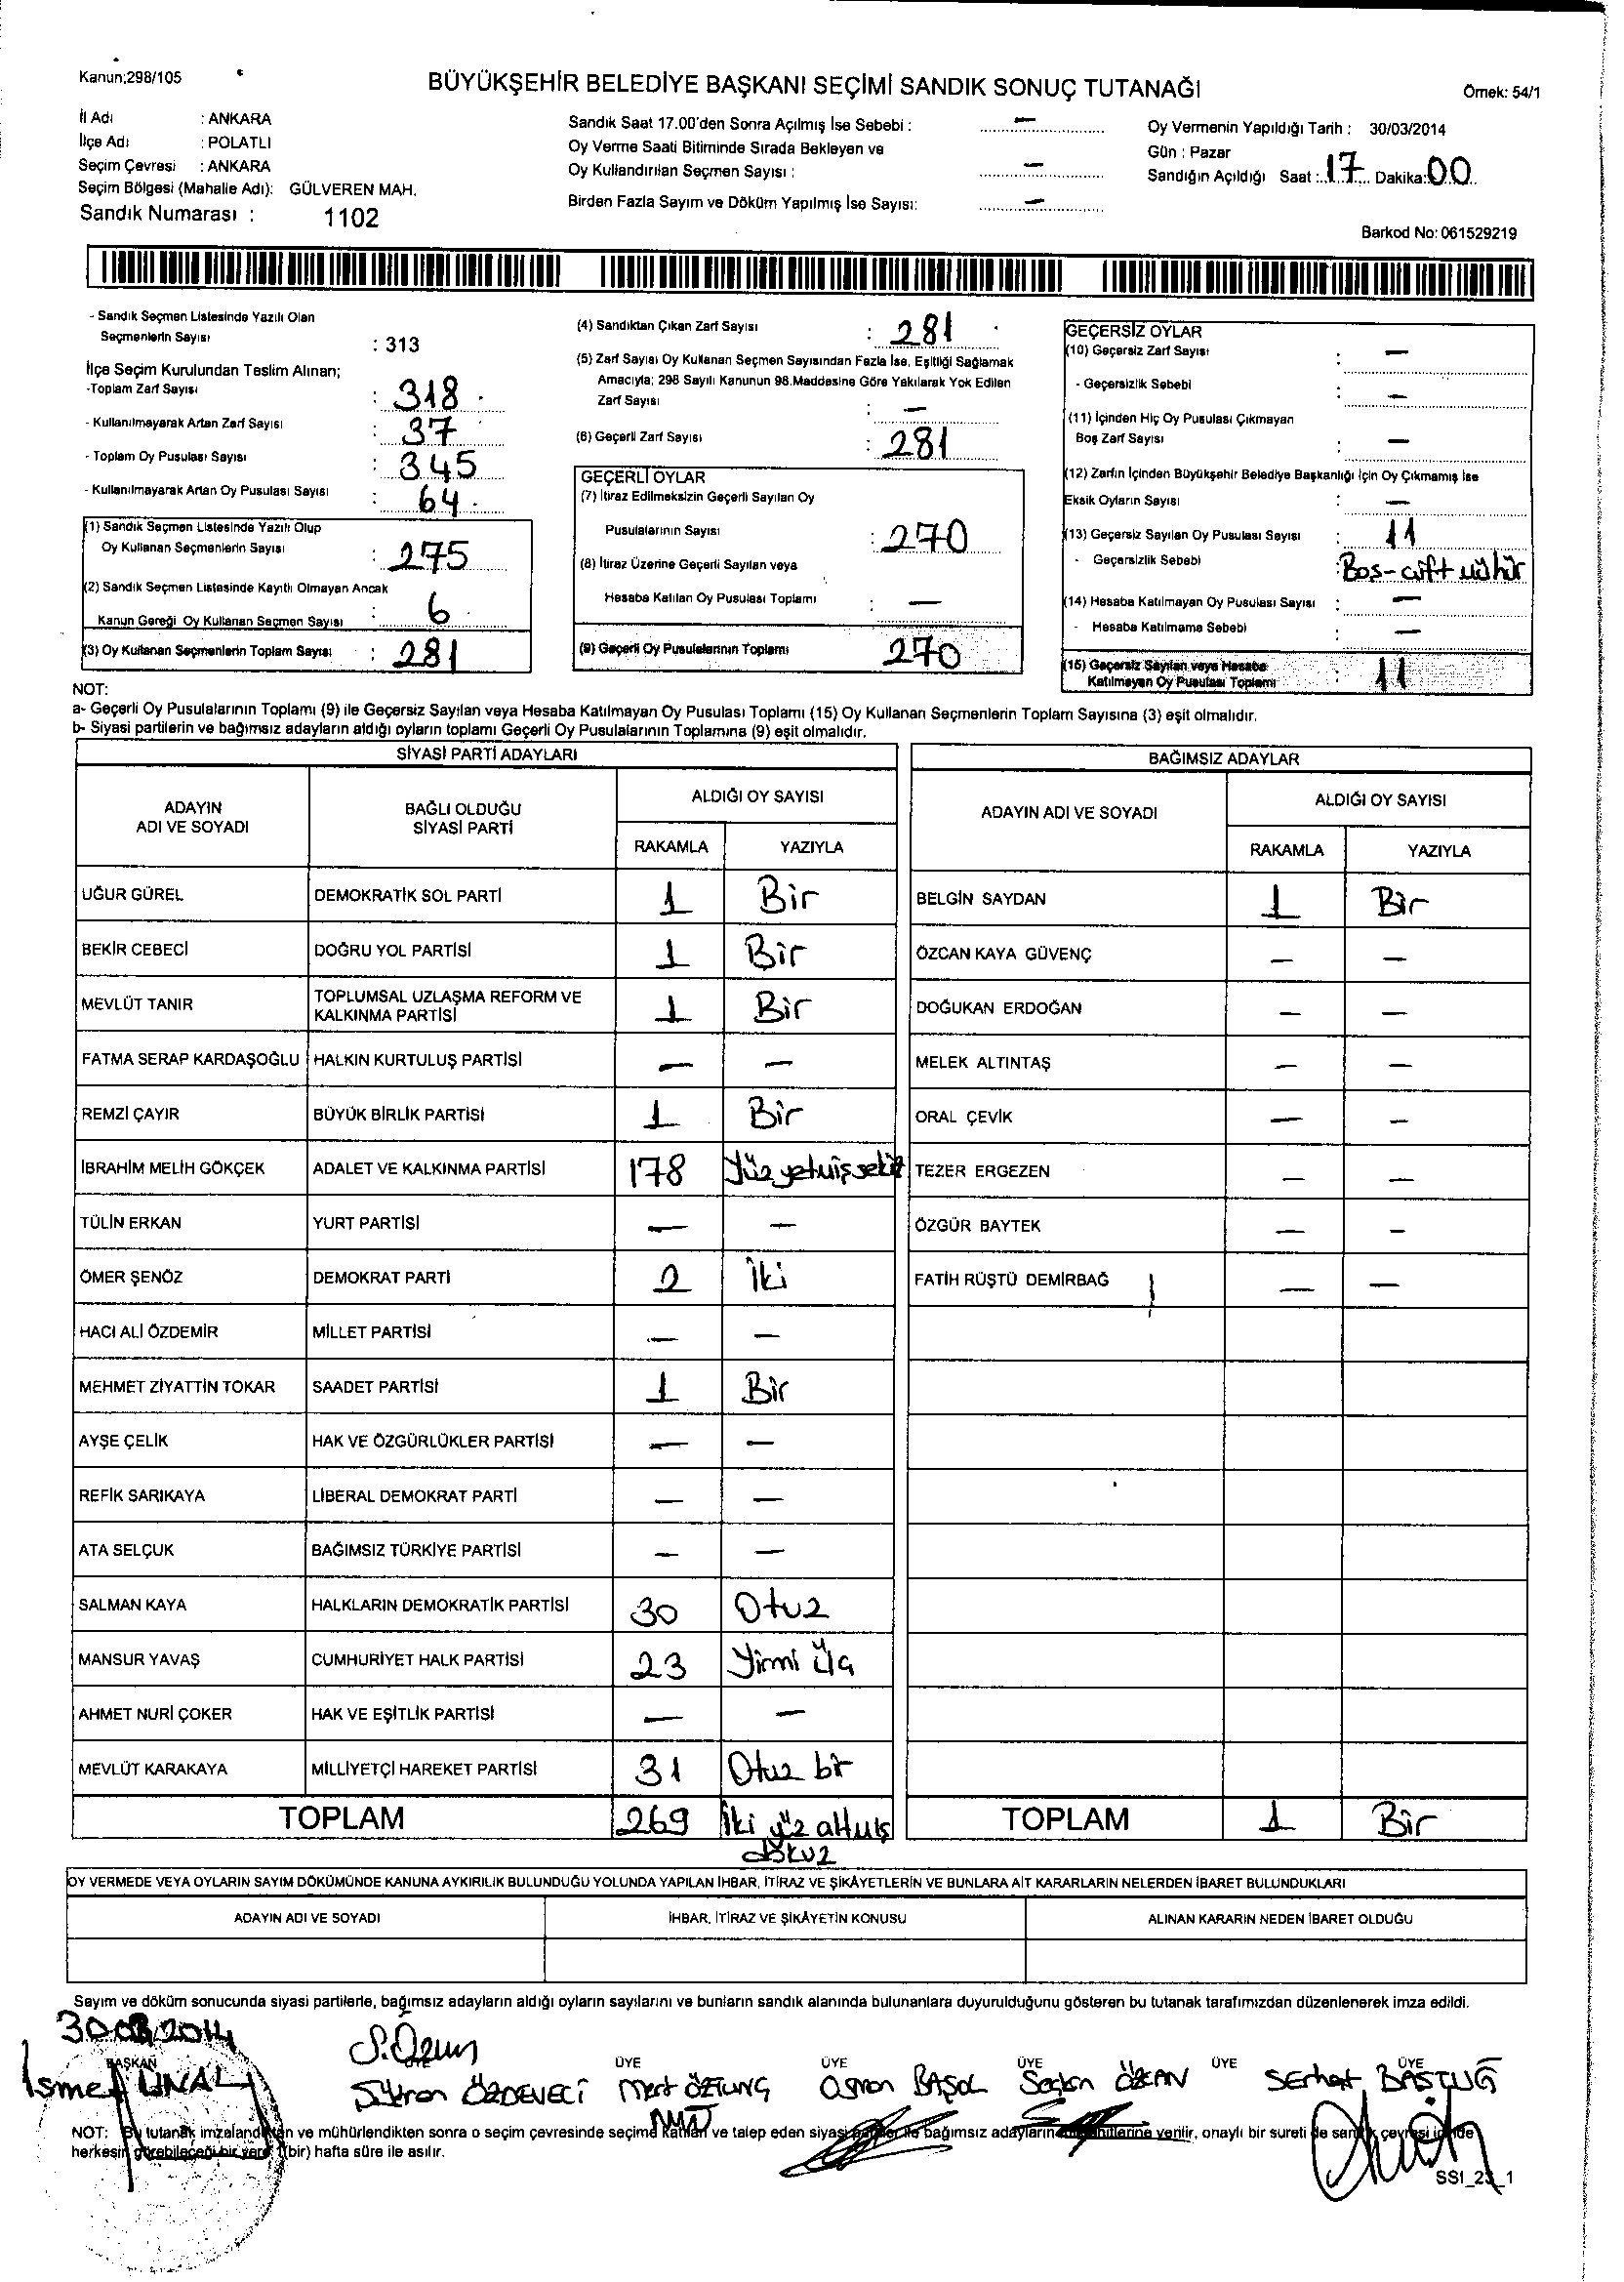 Kanun;298/105
BÜYÜKŞEHİR BELEDİYE BAŞKANI SEÇİMİ SANDIK SONUÇ TUTANAĞI
Örnek: 54/1
İl Adı : ANKARA
İlçe Adı : POLATLI
Seçim Çevresi : ANKARA
Seçim Bölgesi (Mahalle Adı): GÜLVEREN MAH.
Sandık Numarası : 1102
Sandık Saat 17.00'den Sonra Açılmış İse Sebebi : —
Oy Verme Saati Bitiminde Sırada Bekleyen ve
Oy Kullandırılan Seçmen Sayısı : —
Birden Fazla Sayım ve Döküm Yapılmış İse Sayısı: —
Oy Vermenin Yapıldığı Tarih : 30/03/2014
Gün : Pazar
Sandığın Açıldığı Saat : 17 Dakika: 00
Barkod No: 061529219
- Sandık Seçmen Listesinde Yazılı Olan
Seçmenlerin Sayısı : 313
İlçe Seçim Kurulundan Teslim Alınan;
-Toplam Zarf Sayısı : 318
- Kullanılmayarak Artan Zarf Sayısı : 37
- Toplam Oy Pusulası Sayısı : 345
- Kullanılmayarak Artan Oy Pusulası Sayısı : 64
(1) Sandık Seçmen Listesinde Yazılı Olup
Oy Kullanan Seçmenlerin Sayısı : 275
(2) Sandık Seçmen Listesinde Kayıtlı Olmayan Ancak
Kanun Gereği Oy Kullanan Seçmen Sayısı : 6
(3) Oy Kullanan Seçmenlerin Toplam Sayısı : 281
(4) Sandıktan Çıkan Zarf Sayısı : 281
(5) Zarf Sayısı Oy Kullanan Seçmen Sayısından Fazla İse, Eşitliği Sağlamak
Amacıyla; 298 Sayılı Kanunun 98.Maddesine Göre Yakılarak Yok Edilen
Zarf Sayısı : —
(6) Geçerli Zarf Sayısı : 281
GEÇERLİ OYLAR
(7) İtiraz Edilmeksizin Geçerli Sayılan Oy
Pusulalarının Sayısı : 270
(8) İtiraz Üzerine Geçerli Sayılan veya
Hesaba Katılan Oy Pusulası Toplamı : —
(9) Geçerli Oy Pusulalarının Toplamı 270
GEÇERSİZ OYLAR
(10) Geçersiz Zarf Sayısı : —
- Geçersizlik Sebebi : —
(11) İçinden Hiç Oy Pusulası Çıkmayan
Boş Zarf Sayısı : —
(12) Zarfın İçinden Büyükşehir Belediye Başkanlığı İçin Oy Çıkmamış İse
Eksik Oyların Sayısı : —
(13) Geçersiz Sayılan Oy Pusulası Sayısı : 11
- Geçersizlik Sebebi : Boş-çift mühür
(14) Hesaba Katılmayan Oy Pusulası Sayısı : —
- Hesaba Katılmama Sebebi : —
(15) Geçersiz Sayılan veya Hesaba
Katılmayan Oy Pusulası Toplamı : 11
NOT:
a- Geçerli Oy Pusulalarının Toplamı (9) ile Geçersiz Sayılan veya Hesaba Katılmayan Oy Pusulası Toplamı (15) Oy Kullanan Seçmenlerin Toplam Sayısına (3) eşit olmalıdır.
b- Siyasi partilerin ve bağımsız adayların aldığı oyların toplamı Geçerli Oy Pusulalarının Toplamına (9) eşit olmalıdır.
SİYASİ PARTİ ADAYLARI
ADAYIN ADI VE SOYADI
BAĞLI OLDUĞU SİYASİ PARTİ
ALDIĞI OY SAYISI
RAKAMLA YAZIYLA
UĞUR GÜREL DEMOKRATİK SOL PARTİ 1 Bir
BEKİR CEBECİ DOĞRU YOL PARTİSİ 1 Bir
MEVLÜT TANIR TOPLUMSAL UZLAŞMA REFORM VE KALKINMA PARTİSİ 1 Bir
FATMA SERAP KARDAŞOĞLU HALKIN KURTULUŞ PARTİSİ — —
REMZİ ÇAYIR BÜYÜK BİRLİK PARTİSİ 1 Bir
İBRAHİM MELİH GÖKÇEK ADALET VE KALKINMA PARTİSİ 178 Yüz yetmiş sekiz
TÜLİN ERKAN YURT PARTİSİ — —
ÖMER ŞENÖZ DEMOKRAT PARTİ 2 İki
HACI ALİ ÖZDEMİR MİLLET PARTİSİ — —
MEHMET ZİYATTİN TOKAR SAADET PARTİSİ 1 Bir
AYŞE ÇELİK HAK VE ÖZGÜRLÜKLER PARTİSİ — —
REFİK SARIKAYA LİBERAL DEMOKRAT PARTİ — —
ATA SELÇUK BAĞIMSIZ TÜRKİYE PARTİSİ — —
SALMAN KAYA HALKLARIN DEMOKRATİK PARTİSİ 30 Otuz
MANSUR YAVAŞ CUMHURİYET HALK PARTİSİ 23 Yirmi Üç
AHMET NURİ ÇOKER HAK VE EŞİTLİK PARTİSİ — —
MEVLÜT KARAKAYA MİLLİYETÇİ HAREKET PARTİSİ 31 Otuz bir
TOPLAM 269 İki yüz altmış dokuz
BAĞIMSIZ ADAYLAR
ADAYIN ADI VE SOYADI
ALDIĞI OY SAYISI
RAKAMLA YAZIYLA
BELGİN SAYDAN 1 Bir
ÖZCAN KAYA GÜVENÇ — —
DOĞUKAN ERDOĞAN — —
MELEK ALTINTAŞ — —
ORAL ÇEVİK — —
TEZER ERGEZEN — —
ÖZGÜR BAYTEK — —
FATİH RÜŞTÜ DEMİRBAĞ — —
TOPLAM 1 Bir
OY VERMEDE VEYA OYLARIN SAYIM DÖKÜMÜNDE KANUNA AYKIRILIK BULUNDUĞU YOLUNDA YAPILAN İHBAR, İTİRAZ VE ŞİKÂYETLERİN VE BUNLARA AİT KARARLARIN NELERDEN İBARET BULUNDUKLARI
ADAYIN ADI VE SOYADI
İHBAR, İTİRAZ VE ŞİKÂYETİN KONUSU
ALINAN KARARIN NEDEN İBARET OLDUĞU
Sayım ve döküm sonucunda siyasi partilerle, bağımsız adayların aldığı oyların sayılarını ve bunların sandık alanında bulunanlara duyurulduğunu gösteren bu tutanak tarafımızdan düzenlenerek imza edildi.
30.03.2014
BAŞKAN ÜYE ÜYE ÜYE ÜYE ÜYE
İsmet ÜNAL ÖZDEVECİ Mert ÖZTUNÇ Osman BAŞOL ÖZKAN Serhat BAŞTUĞ
NOT: Bu tutanak imzalandıktan ve mühürlendikten sonra o seçim çevresinde seçime katılan ve talep eden siyasi partiler ile bağımsız adayların verilir, onaylı bir sureti de sandık çevresi içinde
herkesin görebileceği bir yere 1(bir) hafta süre ile asılır.
SSI_23_1